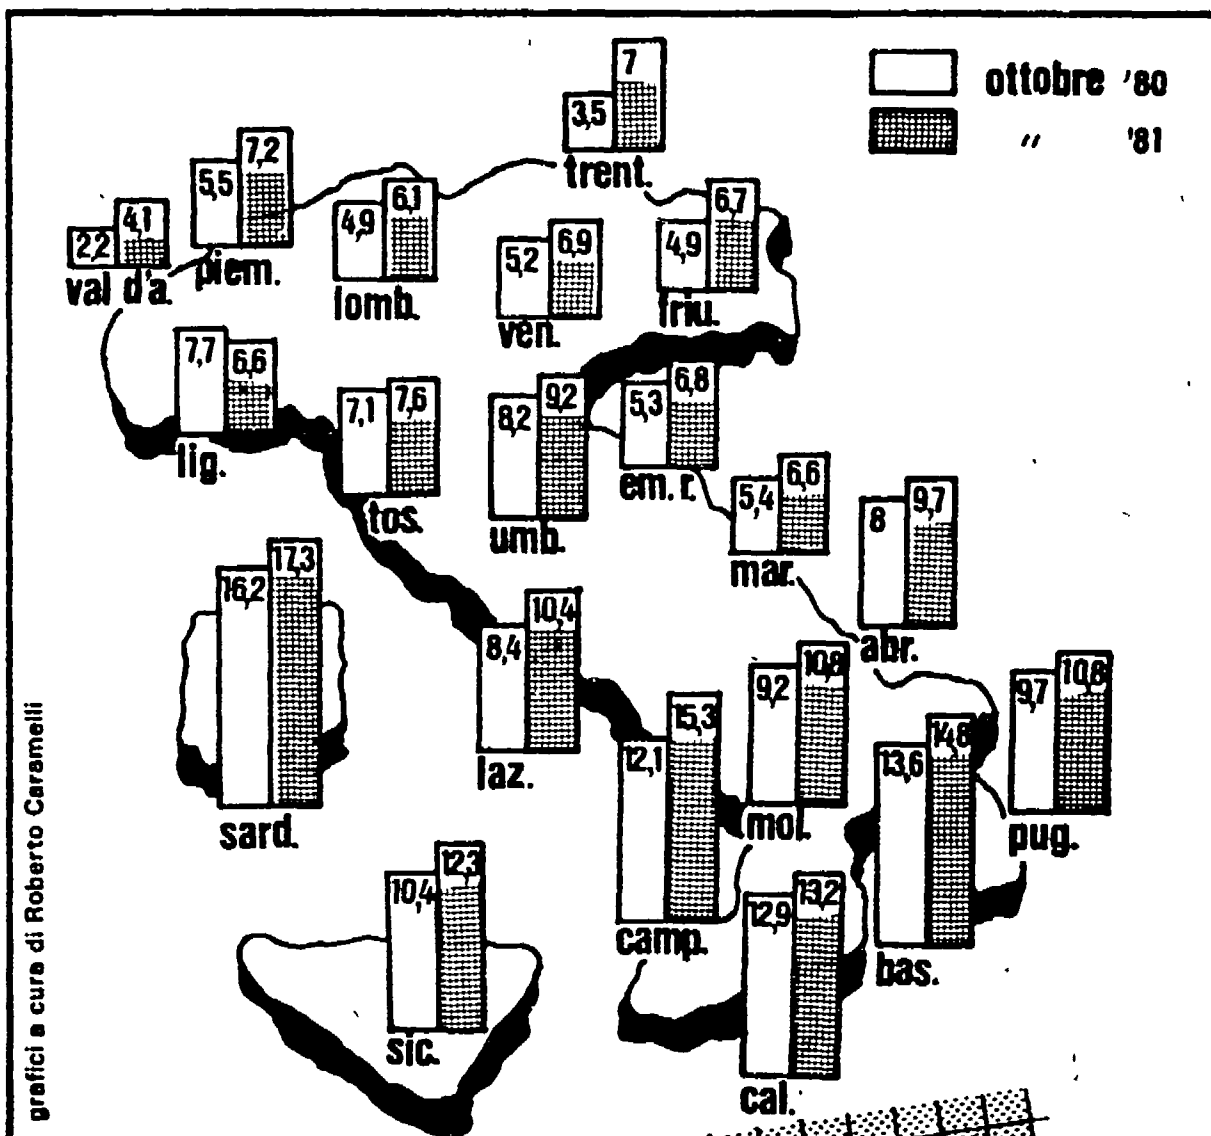 ottobre '80
" '81
3,5 7
trent.
5,5 7,2
piem.
2,2 4,1
val d'a.
4,9 6,1
lomb.
5,2 6,9
ven.
4,9 6,7
friu.
7,7 6,6
lig.
7,1 7,6
tos.
8,2 9,2
umb.
5,3 6,8
em. r.
5,4 6,6
mar.
8 9,7
abr.
16,2 17,3
sard.
8,4 10,4
laz.
9,2 10,8
mol.
9,7 10,8
pug.
12,1 15,3
camp.
13,6 14,8
bas.
10,4 12,3
sic.
12,9 13,2
cal.
grafici a cura di Roberto Caramelli